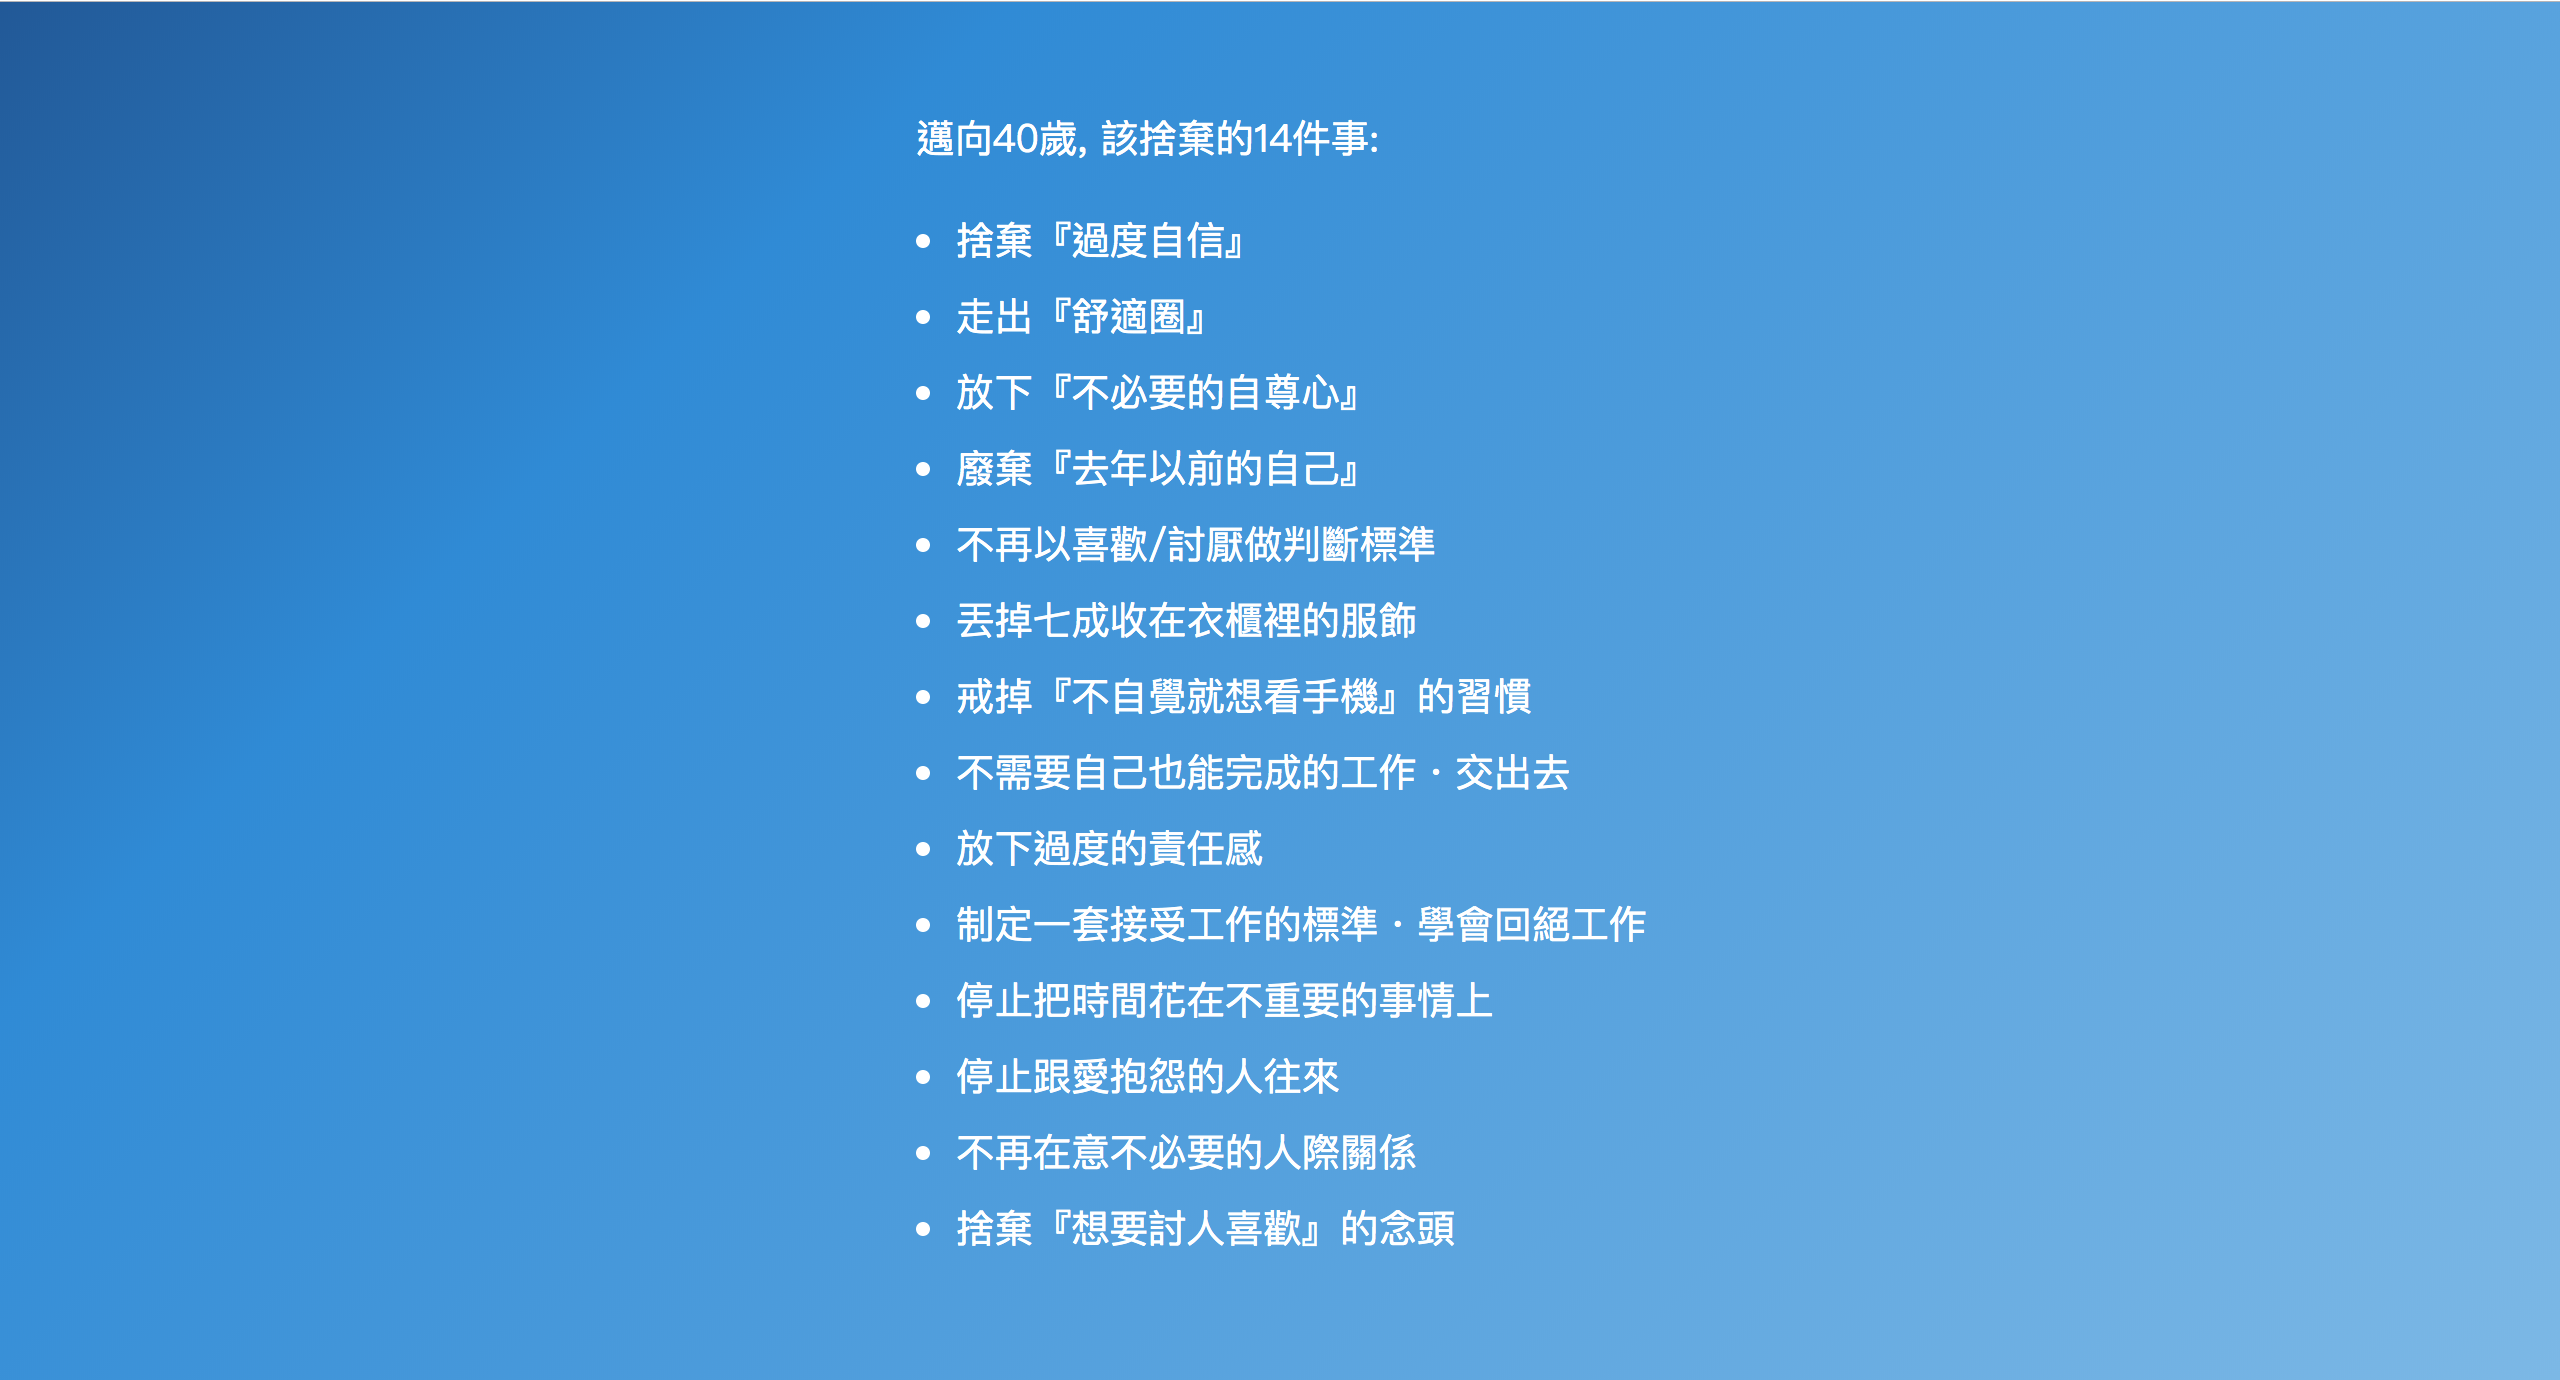 邁向40歲, 該捨棄的14件事:
• 捨棄『過度自信』
• 走出『舒適圈』
• 放下『不必要的自尊心』
• 廢棄『去年以前的自己』
• 不再以喜歡/討厭做判斷標準
• 丟掉七成收在衣櫃裡的服飾
• 戒掉『不自覺就想看手機』的習慣
• 不需要自己也能完成的工作・交出去
• 放下過度的責任感
• 制定一套接受工作的標準・學會回絕工作
• 停止把時間花在不重要的事情上
• 停止跟愛抱怨的人往來
• 不再在意不必要的人際關係
• 捨棄『想要討人喜歡』的念頭